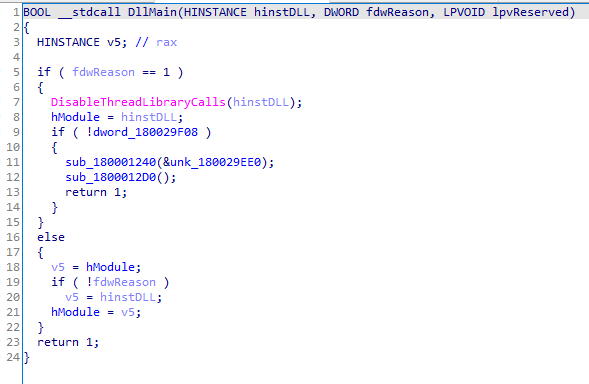 1 BOOL __stdcall DllMain(HINSTANCE hinstDLL, DWORD fdwReason, LPVOID lpvReserved)
2 {
3   HINSTANCE v5; // rax
4
5   if ( fdwReason == 1 )
6   {
7     DisableThreadLibraryCalls(hinstDLL);
8     hModule = hinstDLL;
9     if ( !dword_180029F08 )
10     {
11       sub_180001240(&unk_180029EE0);
12       sub_1800012D0();
13       return 1;
14     }
15   }
16   else
17   {
18     v5 = hModule;
19     if ( !fdwReason )
20       v5 = hinstDLL;
21     hModule = v5;
22   }
23   return 1;
24 }